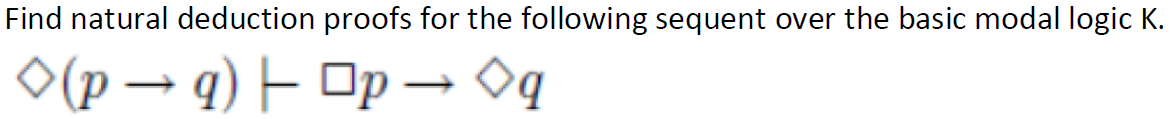 Find natural deduction proofs for the following sequent over the basic modal logic K.
◇(p → q) ⊢ □p → ◇q